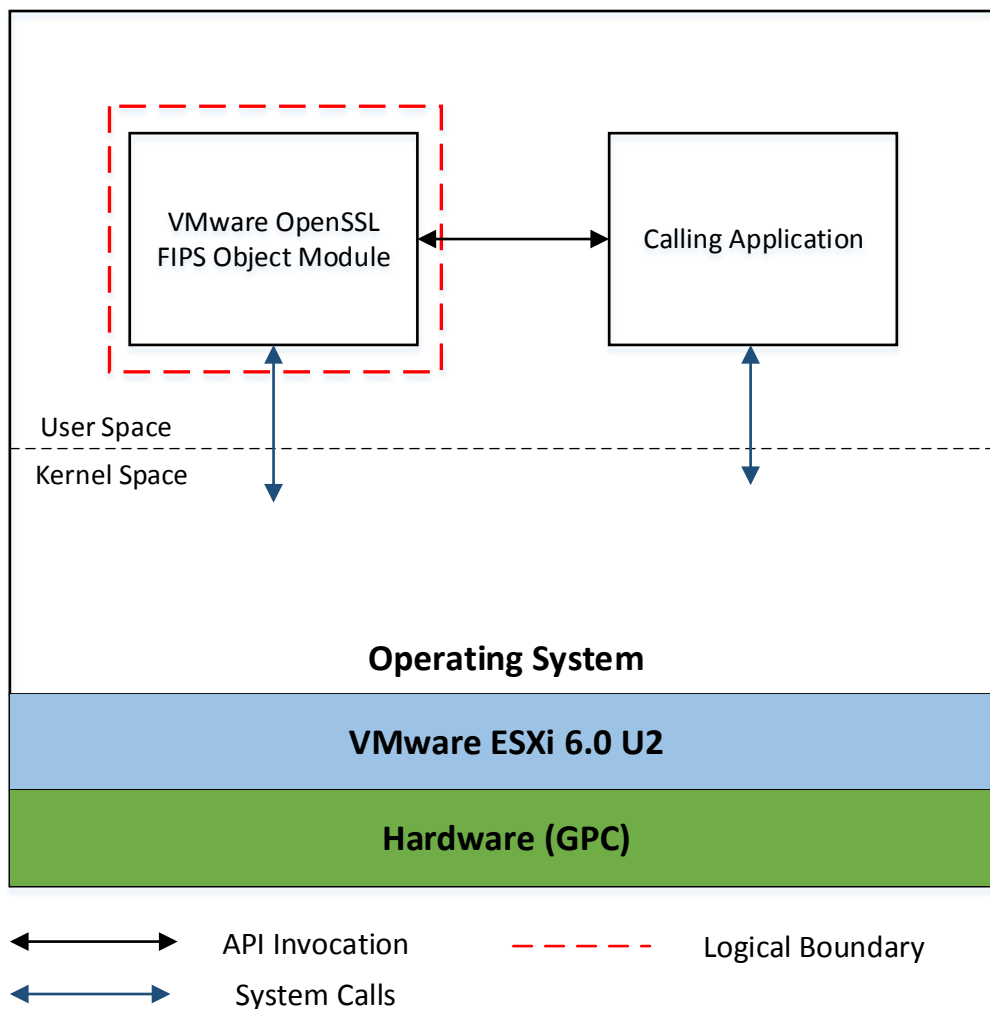 VMware OpenSSL
FIPS Object Module
Calling Application
User Space
Kernel Space
Operating System
VMware ESXi 6.0 U2
Hardware (GPC)
API Invocation
Logical Boundary
System Calls